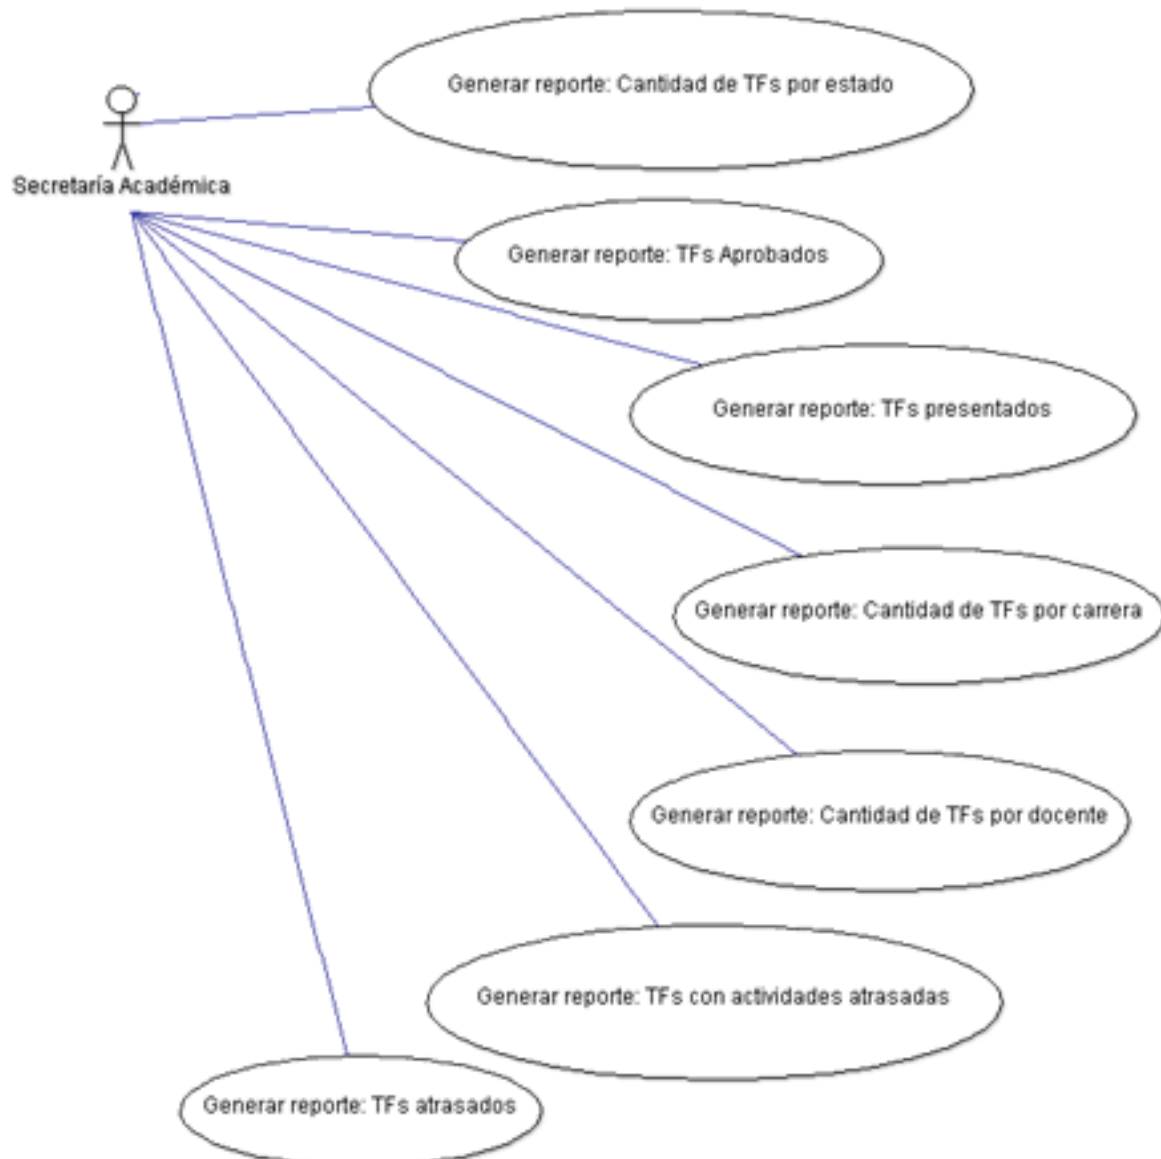 Generar reporte: Cantidad de TFs por estado
Secretaría Académica
Generar reporte: TFs Aprobados
Generar reporte: TFs presentados
Generar reporte: Cantidad de TFs por carrera
Generar reporte: Cantidad de TFs por docente
Generar reporte: TFs con actividades atrasadas
Generar reporte: TFs atrasados